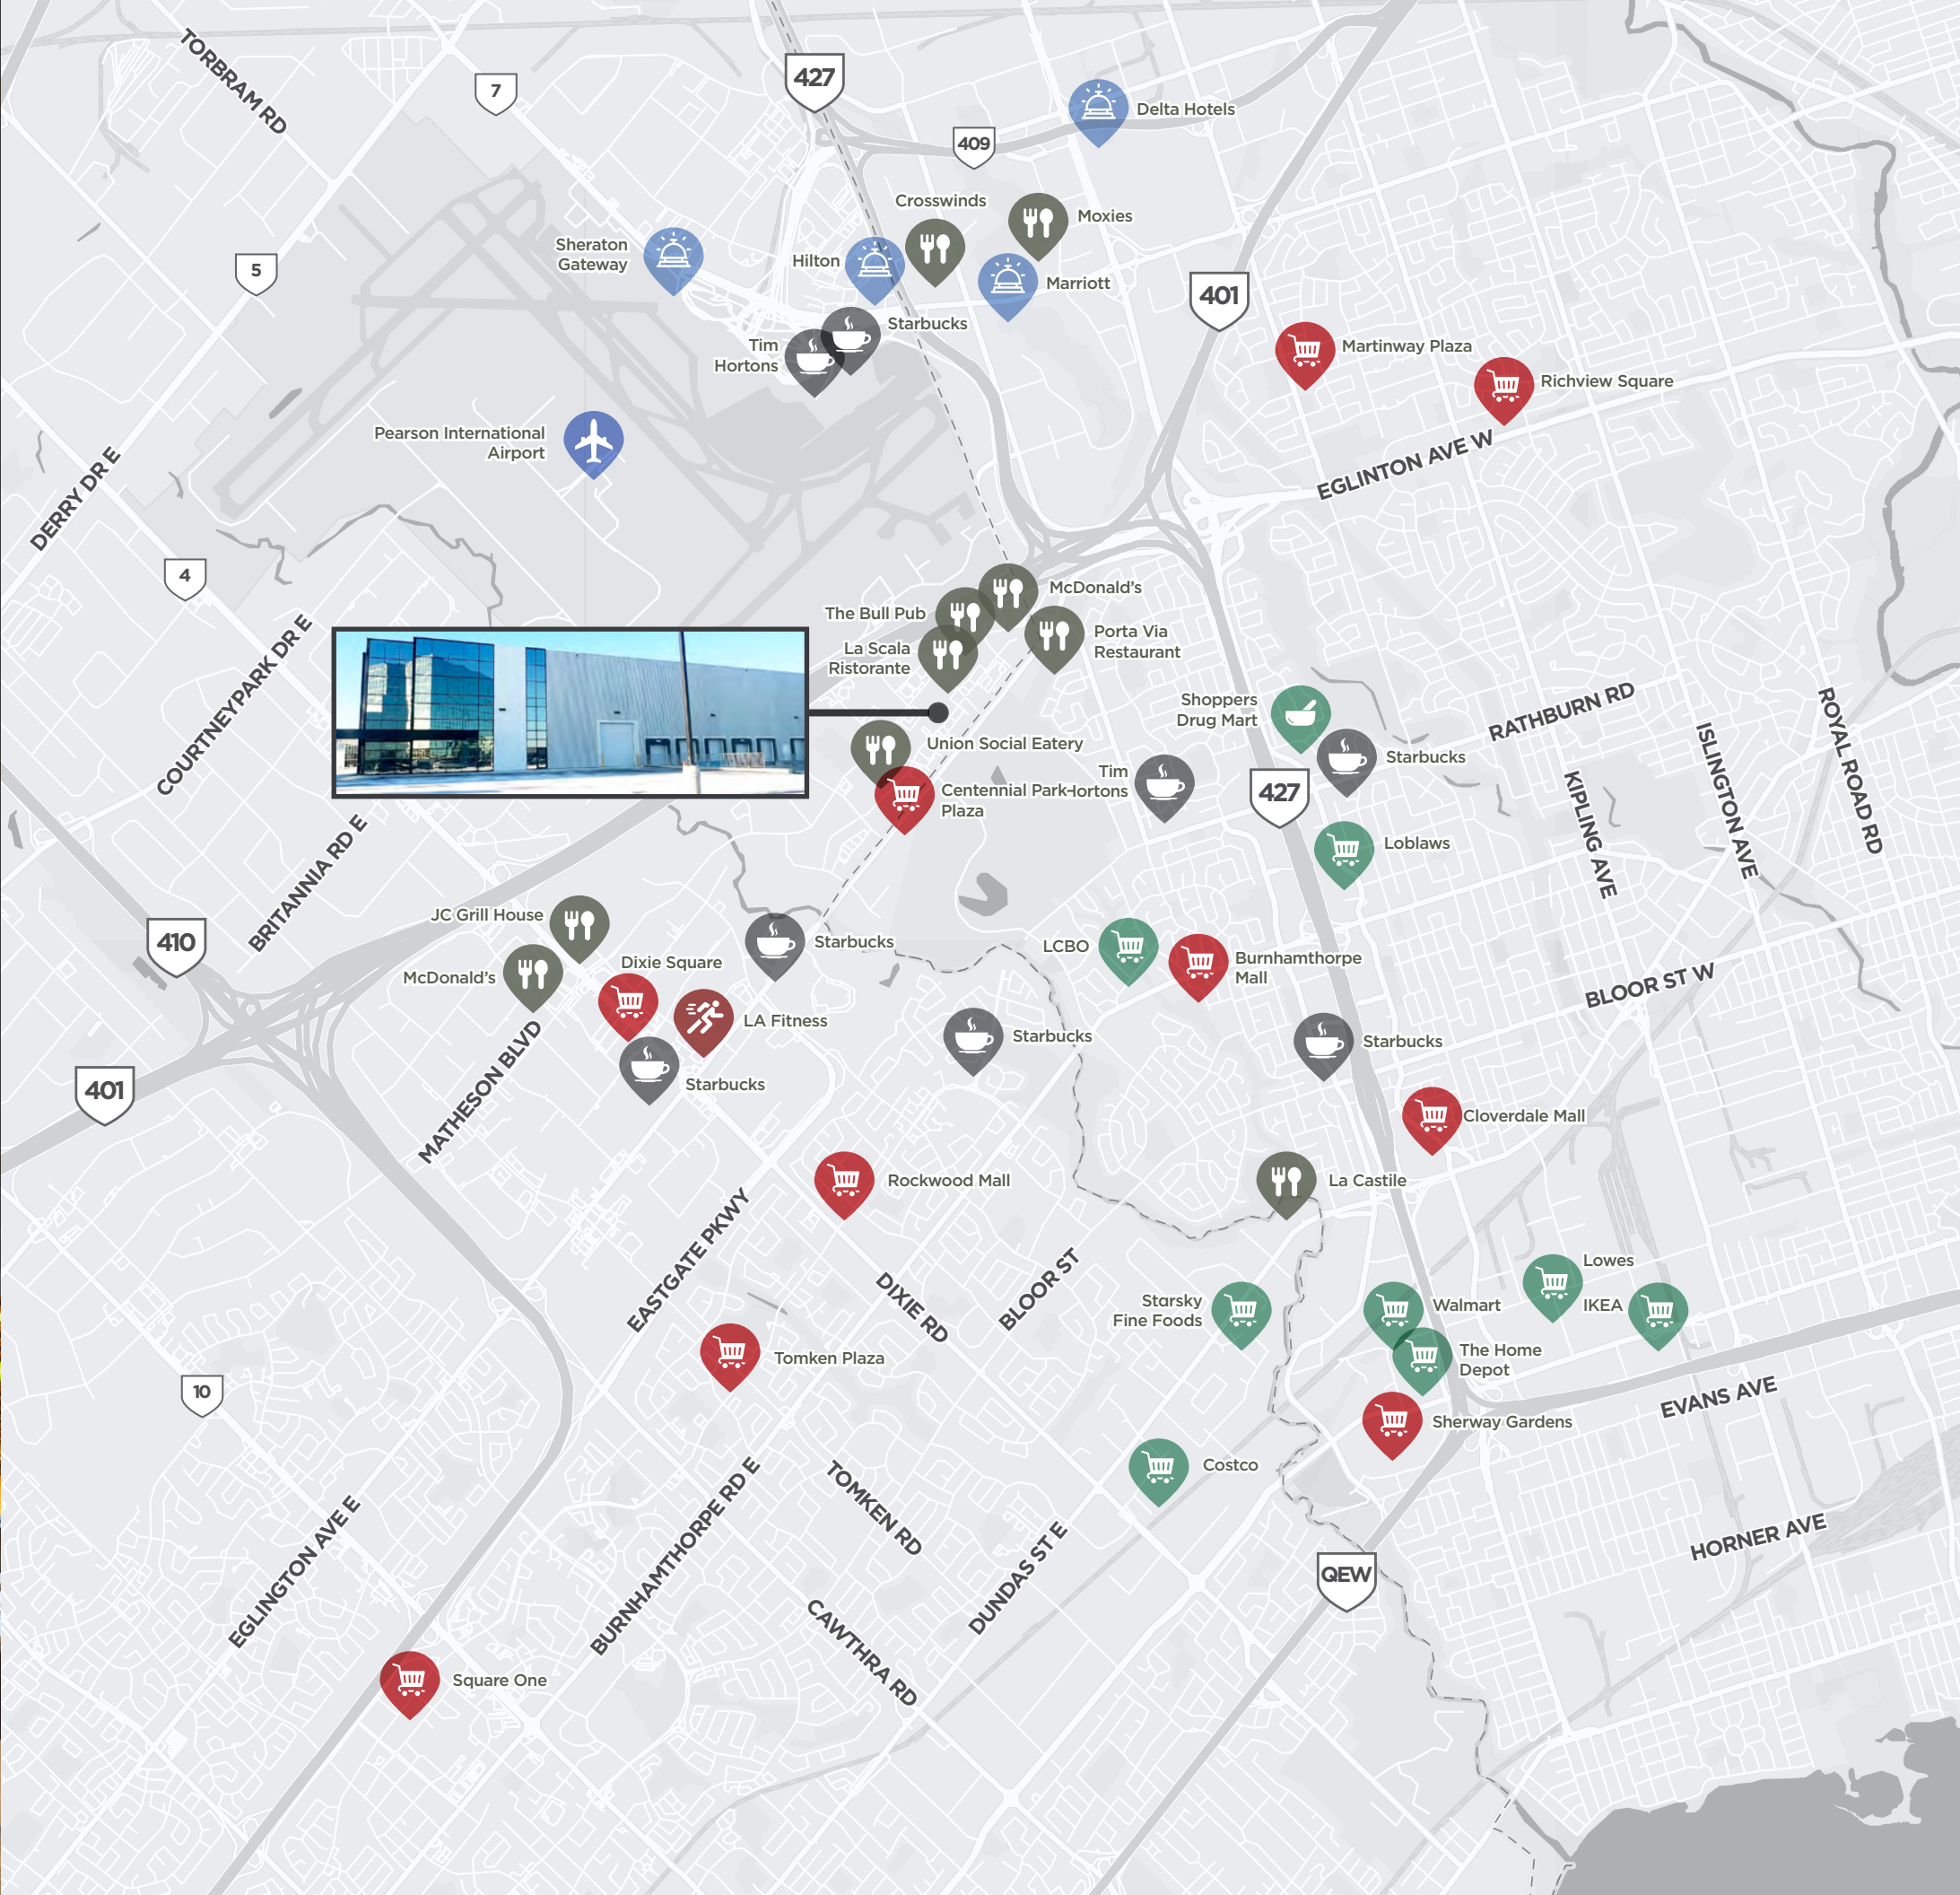 TORBRAM RD
7
427
Delta Hotels
409
Crosswinds
Moxies
Sheraton
Gateway
Hilton
Marriott
5
401
Starbucks
Tim
Hortons
Martinway Plaza
Richview Square
Pearson International
Airport
EGLINTON AVE W
DERRY DR E
4
McDonald's
The Bull Pub
Porta Via
Restaurant
La Scala
Ristorante
COURTNEYPARK DR E
Shoppers
Drug Mart
RATHBURN RD
ROYAL ROAD RD
ISLINGTON AVE
Union Social Eatery
Starbucks
Tim
Hortons
Centennial Park
Plaza
427
KIPLING AVE
BRITANNIA RD E
Loblaws
JC Grill House
410
Starbucks
LCBO
Burnhamthorpe
Mall
Dixie Square
McDonald's
BLOOR ST W
LA Fitness
Starbucks
Starbucks
Starbucks
401
MATHESON BLVD
Cloverdale Mall
Rockwood Mall
La Castile
EASTGATE PKWY
DIXIE RD
BLOOR ST
Lowes
Starsky
Fine Foods
Walmart
IKEA
Tomken Plaza
The Home
Depot
10
EVANS AVE
Sherway Gardens
Costco
TOMKEN RD
BURNHAMTHORPE RD E
EGLINGTON AVE E
DUNDAS ST E
HORNER AVE
QEW
CAWTHRA RD
Square One